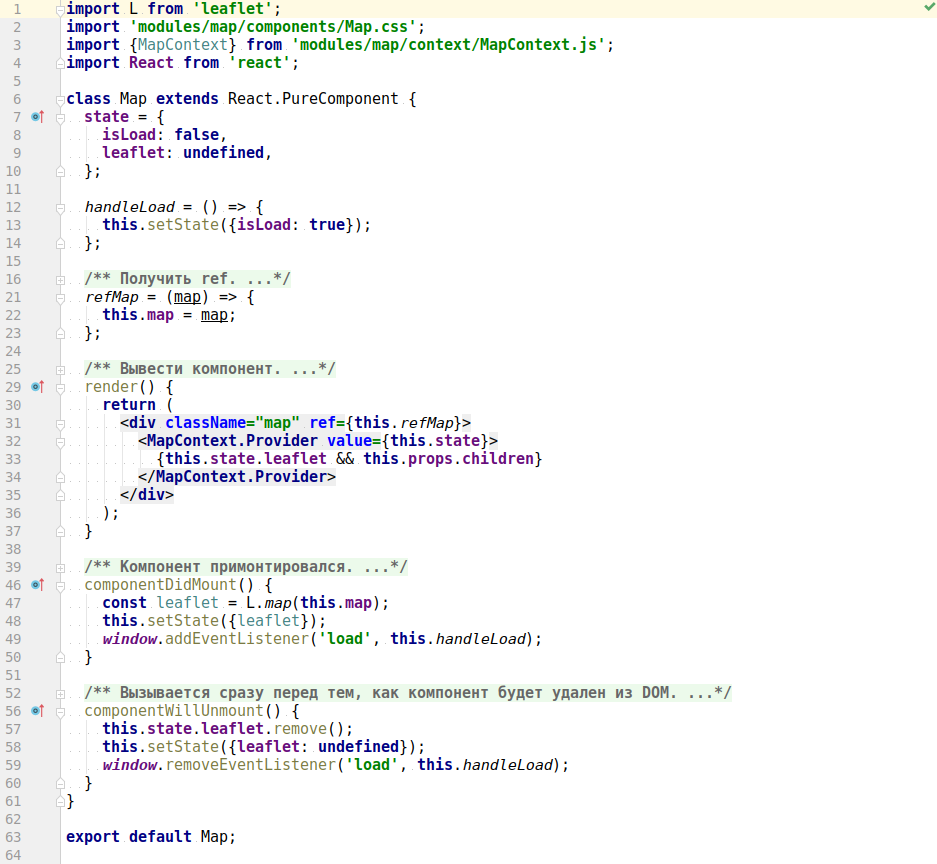 1 import L from 'leaflet';
2 import 'modules/map/components/Map.css';
3 import {MapContext} from 'modules/map/context/MapContext.js';
4 import React from 'react';
5
6 class Map extends React.PureComponent {
7 state = {
8 isLoad: false,
9 leaflet: undefined,
10 };
11
12 handleLoad = () => {
13 this.setState({isLoad: true});
14 };
15
16 /** Получить ref. ...*/
21 refMap = (map) => {
22 this.map = map;
23 };
24
25 /** Вывести компонент. ...*/
29 render() {
30 return (
31 <div className="map" ref={this.refMap}>
32 <MapContext.Provider value={this.state}>
33 {this.state.leaflet && this.props.children}
34 </MapContext.Provider>
35 </div>
36 );
37 }
38
39 /** Компонент примонтировался. ...*/
46 componentDidMount() {
47 const leaflet = L.map(this.map);
48 this.setState({leaflet});
49 window.addEventListener('load', this.handleLoad);
50 }
51
52 /** Вызывается сразу перед тем, как компонент будет удален из DOM. ...*/
56 componentWillUnmount() {
57 this.state.leaflet.remove();
58 this.setState({leaflet: undefined});
59 window.removeEventListener('load', this.handleLoad);
60 }
61 }
62
63 export default Map;
64